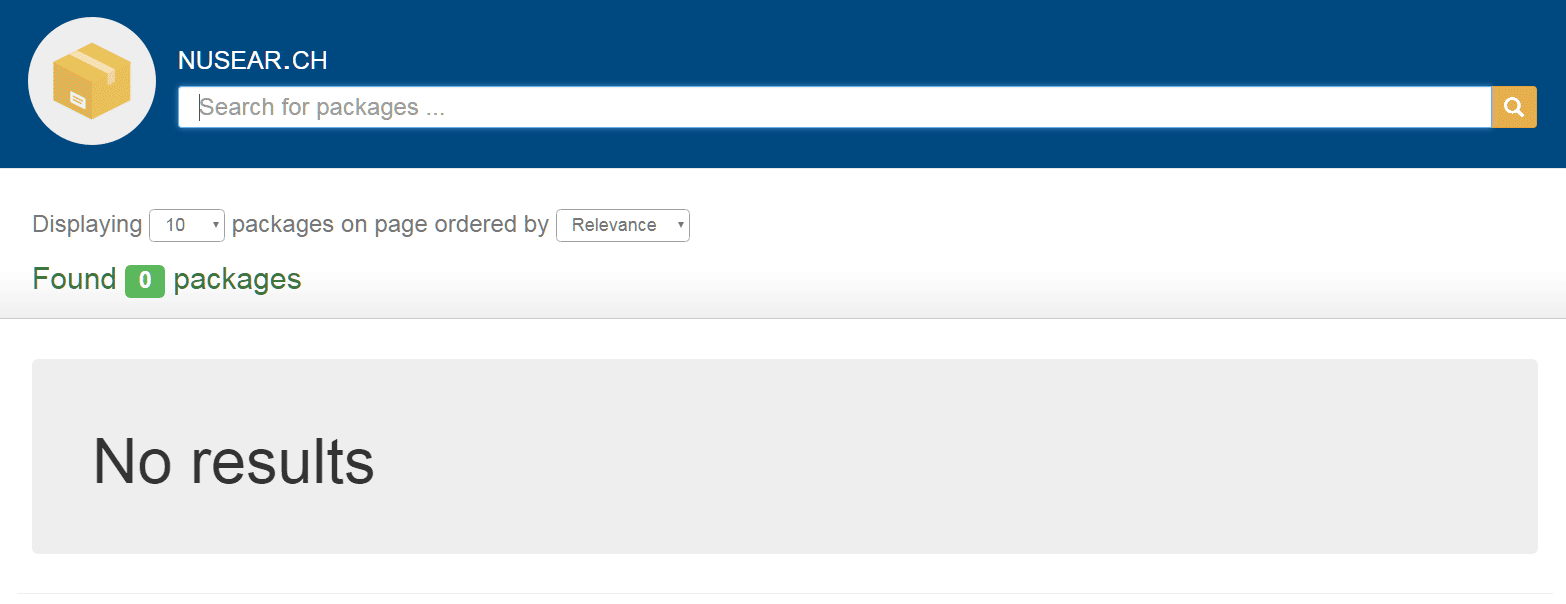 NUSEAR.CH
Search for packages ...
Displaying 10 packages on page ordered by Relevance
Found 0 packages
No results